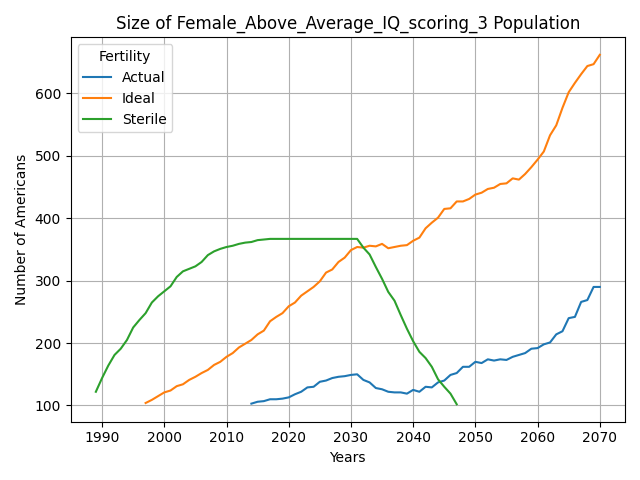 Size of Female_Above_Average_IQ_scoring_3 Population
Fertility
Actual
Ideal
Sterile
Number of Americans
600
500
400
300
200
100
1990 2000 2010 2020 2030 2040 2050 2060 2070
Years